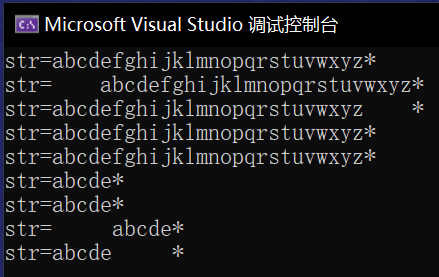 Microsoft Visual Studio 调试控制台
str=abcdefghijklmnopqrstuvwxyz*
str=    abcdefghijklmnopqrstuvwxyz*
str=abcdefghijklmnopqrstuvwxyz    *
str=abcdefghijklmnopqrstuvwxyz*
str=abcdefghijklmnopqrstuvwxyz*
str=abcde*
str=abcde*
str=     abcde*
str=abcde     *